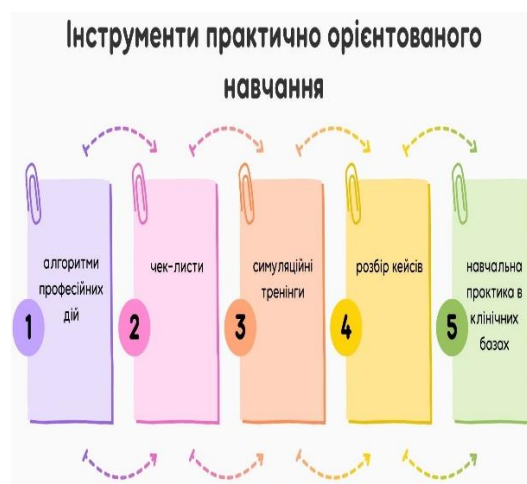 Інструменти практично орієнтованого
навчання
алгоритми
професійних
дій
1
чек-листи
2
симуляційні
тренінги
3
розбір кейсів
4
навчальна
практика в
клінічних
базах
5